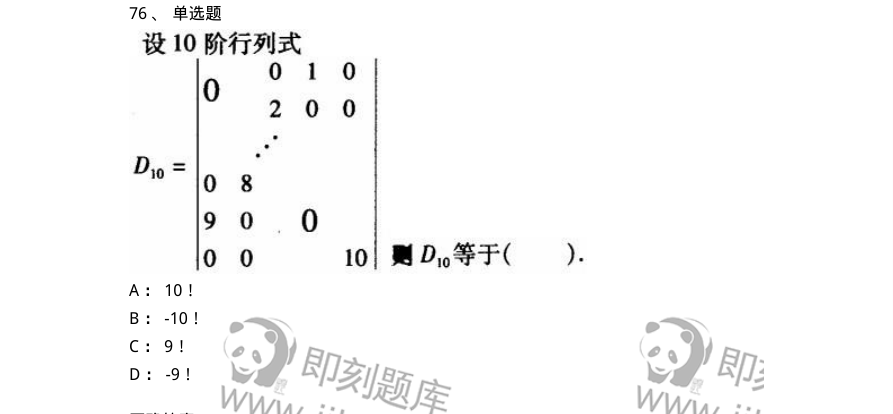 76 、 单选题
设 10 阶行列式
0 0 1 0
2 0 0
⋰
D₁₀ =
0 8
9 0 0
0 0 10 则 D₁₀ 等于( ).
A ： 10 !
B ： -10 !
C ： 9 !
D ： -9 !
即刻题库 即刻